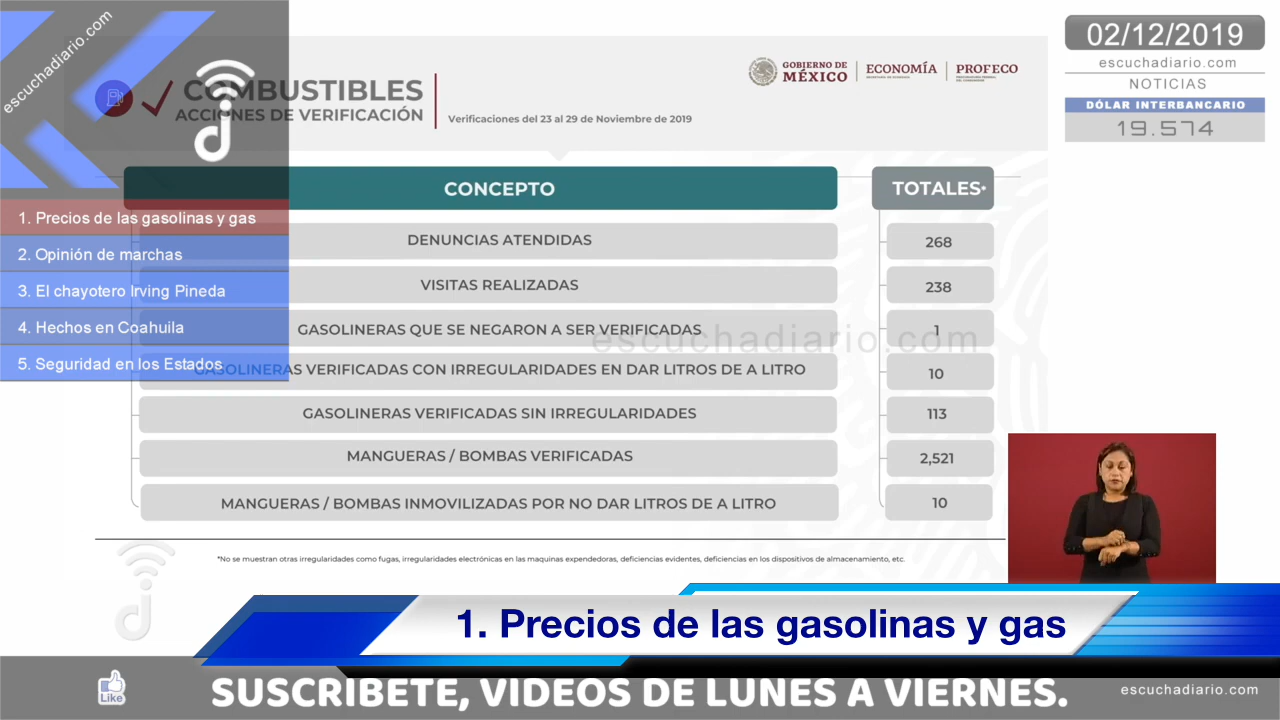 escuchadiario.com
COMBUSTIBLES
ACCIONES DE VERIFICACIÓN
Verificaciones del 23 al 29 de Noviembre de 2019
GOBIERNO DE
MÉXICO
ECONOMÍA
PROFECO
02/12/2019
escuchadiario.com
NOTICIAS
DÓLAR INTERBANCARIO
19.574
1. Precios de las gasolinas y gas
2. Opinión de marchas
3. El chayotero Irving Pineda
4. Hechos en Coahuila
5. Seguridad en los Estados
CONCEPTO TOTALES*
DENUNCIAS ATENDIDAS 268
VISITAS REALIZADAS 238
GASOLINERAS QUE SE NEGARON A SER VERIFICADAS 1
escuchadiario.com
GASOLINERAS VERIFICADAS CON IRREGULARIDADES EN DAR LITROS DE A LITRO 10
GASOLINERAS VERIFICADAS SIN IRREGULARIDADES 113
MANGUERAS / BOMBAS VERIFICADAS 2,521
MANGUERAS / BOMBAS INMOVILIZADAS POR NO DAR LITROS DE A LITRO 10
*No se muestran otras irregularidades como fugas, irregularidades electrónicas en las maquinas expendedoras, deficiencias evidentes, deficiencias en los dispositivos de almacenamiento, etc.
1. Precios de las gasolinas y gas
Like
SUSCRIBETE, VIDEOS DE LUNES A VIERNES.
escuchadiario.com